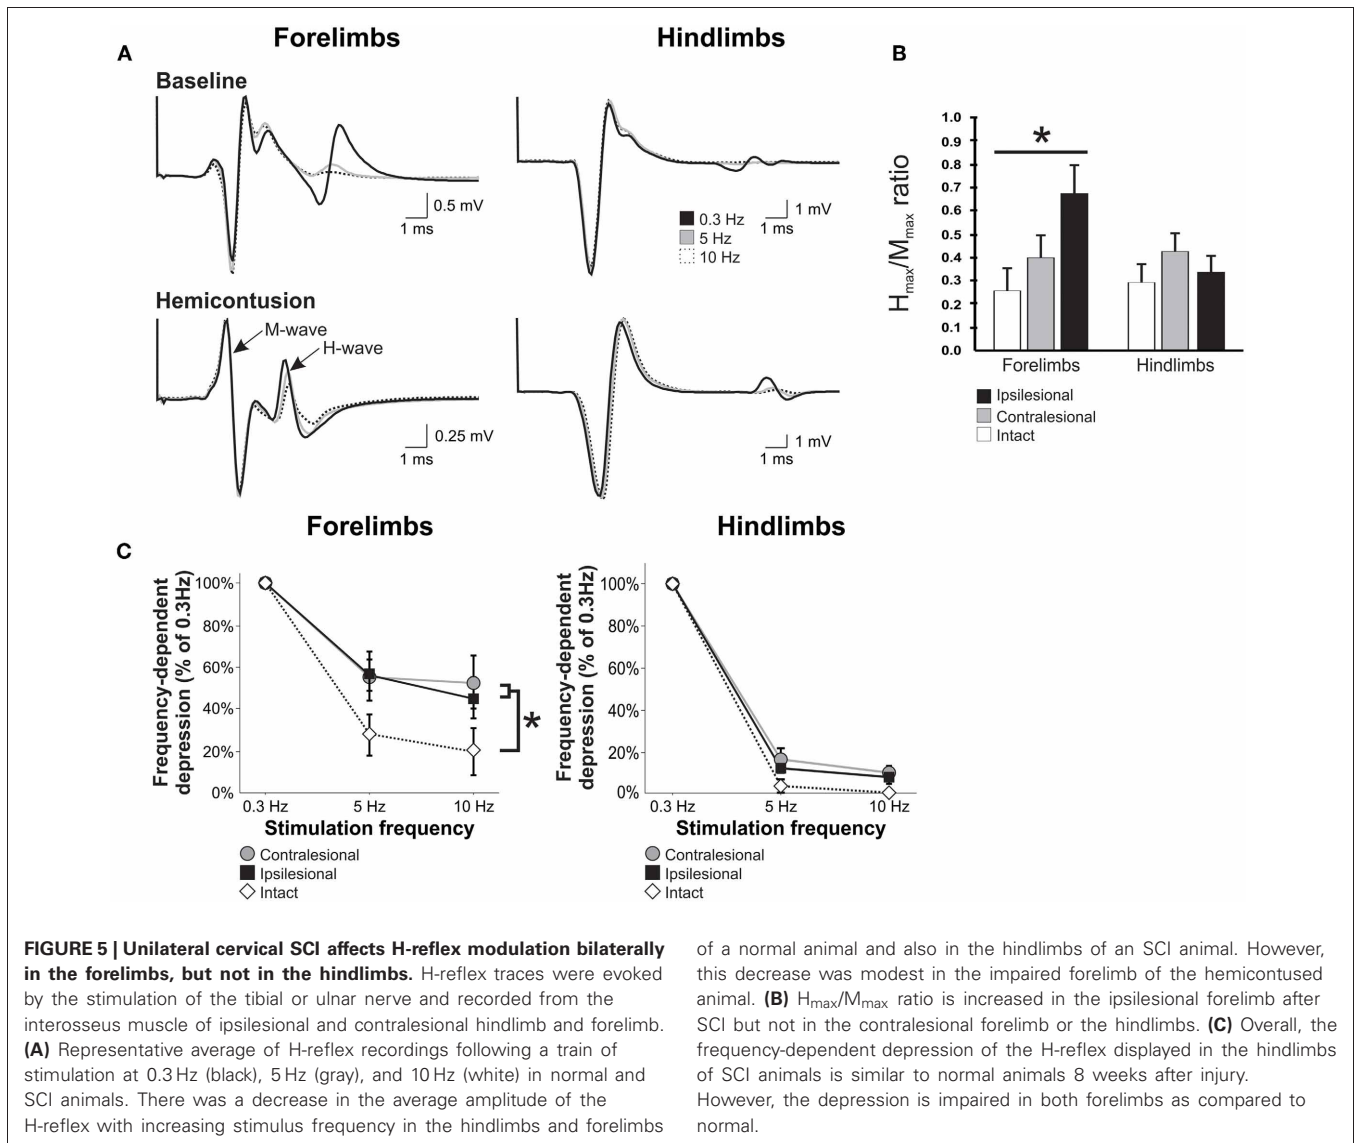 Forelimbs
Hindlimbs
A
Baseline
0.5 mV
1 ms
1 mV
1 ms
0.3 Hz
5 Hz
10 Hz
Hemicontusion
M-wave
H-wave
0.25 mV
1 ms
1 mV
1 ms
B
Hmax/Mmax ratio
1.0
0.9
0.8
0.7
0.6
0.5
0.4
0.3
0.2
0.1
0.0
*
Forelimbs
Hindlimbs
Ipsilesional
Contralesional
Intact
C
Forelimbs
Frequency-dependent
depression (% of 0.3Hz)
100%
80%
60%
40%
20%
0%
*
0.3 Hz
5 Hz
10 Hz
Stimulation frequency
Contralesional
Ipsilesional
Intact
Hindlimbs
Frequency-dependent
depression (% of 0.3Hz)
100%
80%
60%
40%
20%
0%
0.3 Hz
5 Hz
10 Hz
Stimulation frequency
Contralesional
Ipsilesional
Intact
FIGURE 5 | Unilateral cervical SCI affects H-reflex modulation bilaterally
in the forelimbs, but not in the hindlimbs. H-reflex traces were evoked
by the stimulation of the tibial or ulnar nerve and recorded from the
interosseus muscle of ipsilesional and contralesional hindlimb and forelimb.
(A) Representative average of H-reflex recordings following a train of
stimulation at 0.3 Hz (black), 5 Hz (gray), and 10 Hz (white) in normal and
SCI animals. There was a decrease in the average amplitude of the
H-reflex with increasing stimulus frequency in the hindlimbs and forelimbs
of a normal animal and also in the hindlimbs of an SCI animal. However,
this decrease was modest in the impaired forelimb of the hemicontused
animal. (B) Hmax/Mmax ratio is increased in the ipsilesional forelimb after
SCI but not in the contralesional forelimb or the hindlimbs. (C) Overall, the
frequency-dependent depression of the H-reflex displayed in the hindlimbs
of SCI animals is similar to normal animals 8 weeks after injury.
However, the depression is impaired in both forelimbs as compared to
normal.